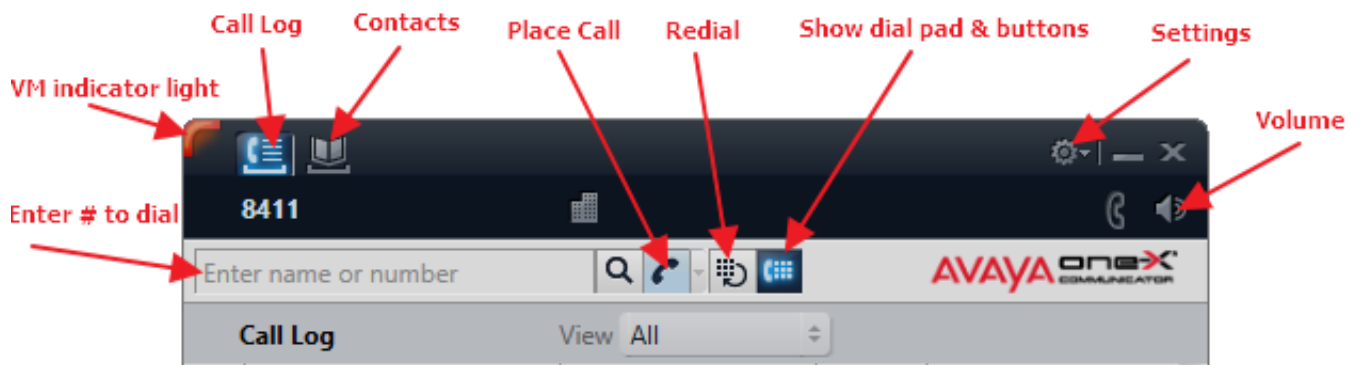 Call Log
Contacts
Place Call
Redial
Show dial pad & buttons
Settings
VM indicator light
Volume
Enter # to dial
8411
Enter name or number
AVAYA one-X COMMUNICATOR
Call Log
View All